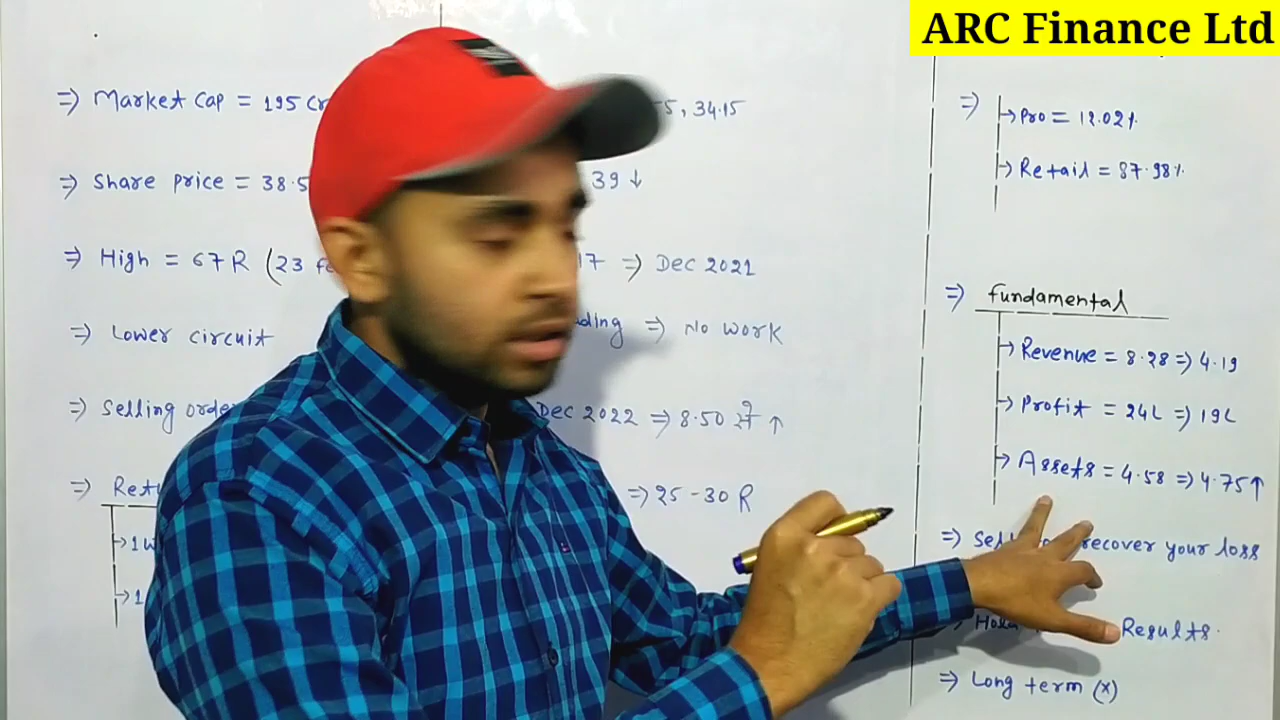 ARC Finance Ltd
⇒ Market Cap = 195 Cr
5, 34.15
⇒ Share price = 38.5
39 ↓
⇒ High = 67 R (23 fe
17 ⇒ Dec 2021
⇒ Lower circuit
ding ⇒ No work
⇒ Selling order
Dec 2022 ⇒ 8.50 ↑
⇒ Retu
⇒ 25 - 30 R
→ 1 W
→ 1
⇒ → Pro = 12.02%
→ Retail = 87.98%
⇒ fundamental
→ Revenue = 8.28 ⇒ 4.19
→ Profit = 24L ⇒ 19L
→ Assets = 4.58 ⇒ 4.75 ↑
⇒ recover your loss
⇒ Hold Results.
⇒ Long term (x)